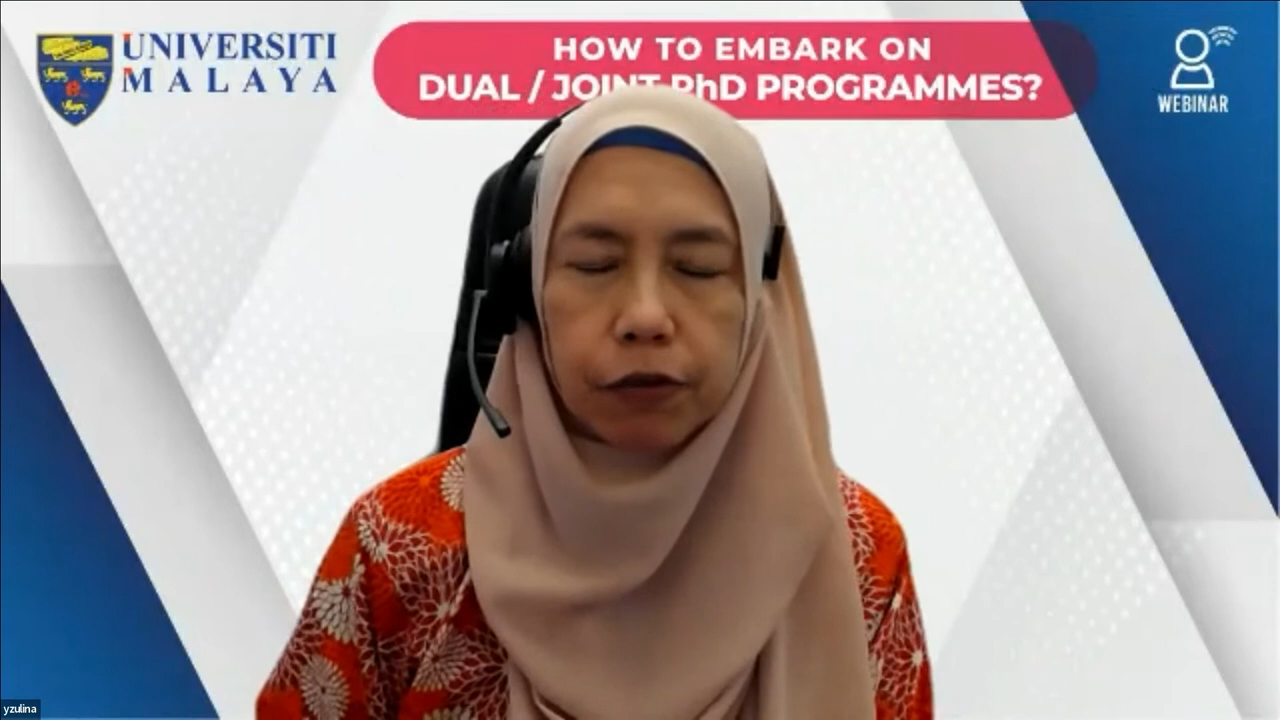 UNIVERSITI
MALAYA
HOW TO EMBARK ON
DUAL / JOINT PhD PROGRAMMES?
WEBINAR
yzulina